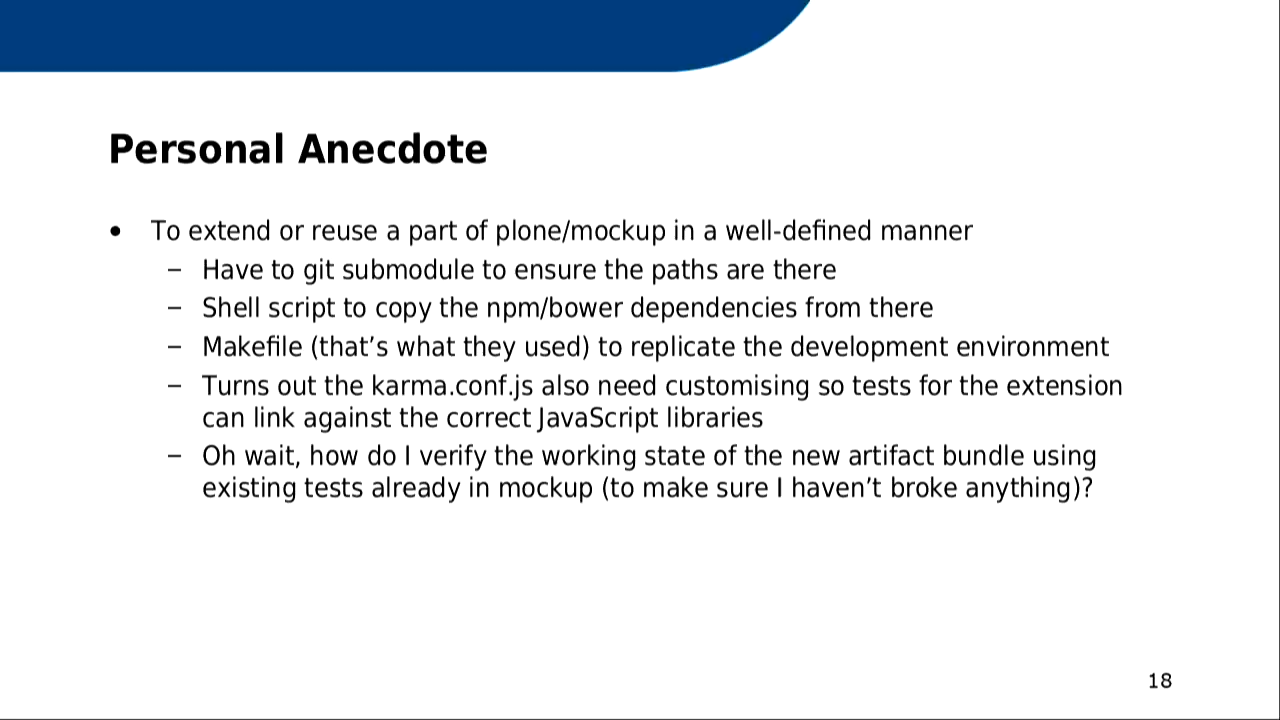 Personal Anecdote
• To extend or reuse a part of plone/mockup in a well-defined manner
– Have to git submodule to ensure the paths are there
– Shell script to copy the npm/bower dependencies from there
– Makefile (that’s what they used) to replicate the development environment
– Turns out the karma.conf.js also need customising so tests for the extension
can link against the correct JavaScript libraries
– Oh wait, how do I verify the working state of the new artifact bundle using
existing tests already in mockup (to make sure I haven’t broke anything)?
18